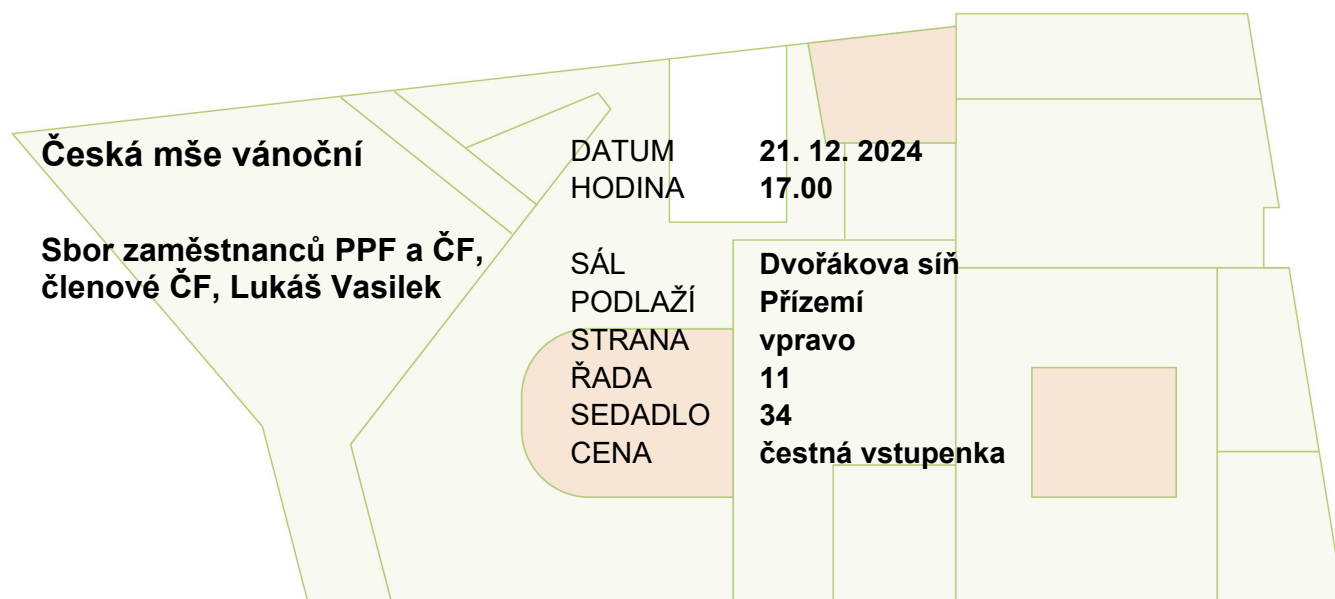 Česká mše vánoční
Sbor zaměstnanců PPF a ČF,
členové ČF, Lukáš Vasilek
DATUM 21. 12. 2024
HODINA 17.00
SÁL Dvořákova síň
PODLAŽÍ Přízemí
STRANA vpravo
ŘADA 11
SEDADLO 34
CENA čestná vstupenka